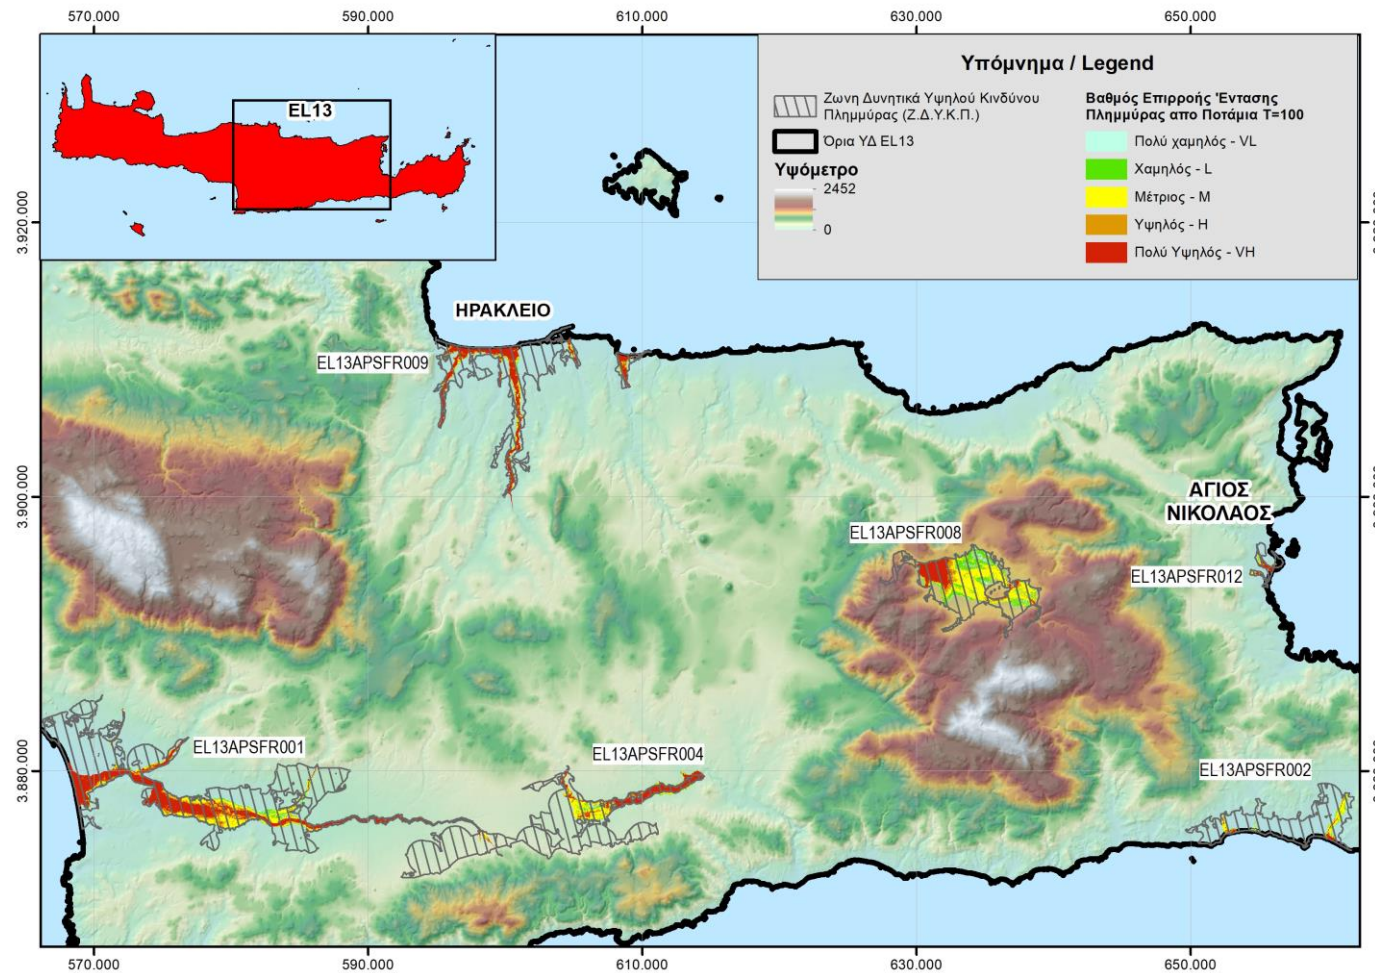 570.000 590.000 610.000 630.000 650.000
EL13
Υπόμνημα / Legend
Ζωνη Δυνητικά Υψηλού Κινδύνου
Πλημμύρας (Ζ.Δ.Υ.Κ.Π.)
Όρια ΥΔ EL13
Υψόμετρο
2452
0
Βαθμός Επιρροής Έντασης
Πλημμύρας απο Ποτάμια T=100
Πολύ χαμηλός - VL
Χαμηλός - L
Μέτριος - M
Υψηλός - H
Πολύ Υψηλός - VH
3.920.000
ΗΡΑΚΛΕΙΟ
EL13APSFR009
3.900.000
ΑΓΙΟΣ
ΝΙΚΟΛΑΟΣ
EL13APSFR008
EL13APSFR012
EL13APSFR001
EL13APSFR004
EL13APSFR002
3.880.000
570.000 590.000 610.000 630.000 650.000